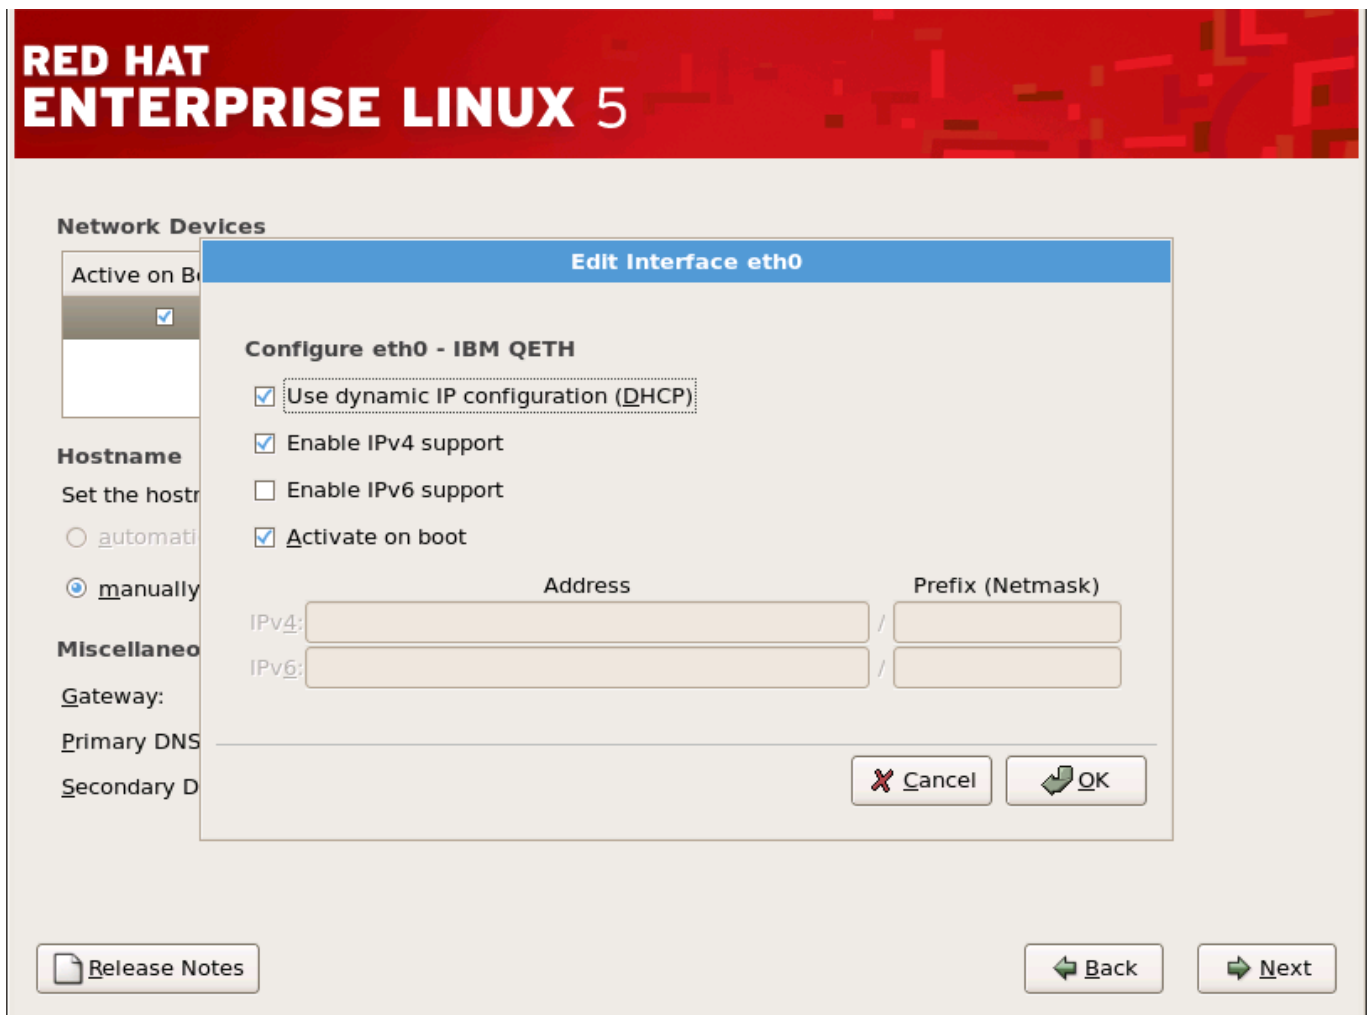 RED HAT
ENTERPRISE LINUX 5
Network Devices
Active on B
Edit Interface eth0
Configure eth0 - IBM QETH
Use dynamic IP configuration (DHCP)
Enable IPv4 support
Enable IPv6 support
Activate on boot
Hostname
Set the host
automati
manually
Address Prefix (Netmask)
IPv4: /
IPv6: /
Miscellaneo
Gateway:
Primary DNS
Secondary D
Cancel OK
Release Notes Back Next